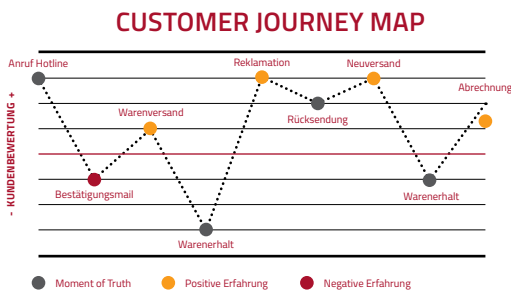 CUSTOMER JOURNEY MAP
Anruf Hotline
Reklamation
Neuversand
Abrechnung
Warenversand
Rücksendung
- KUNDENBEWERTUNG +
Bestätigungsmail
Warenerhalt
Warenerhalt
Moment of Truth
Positive Erfahrung
Negative Erfahrung